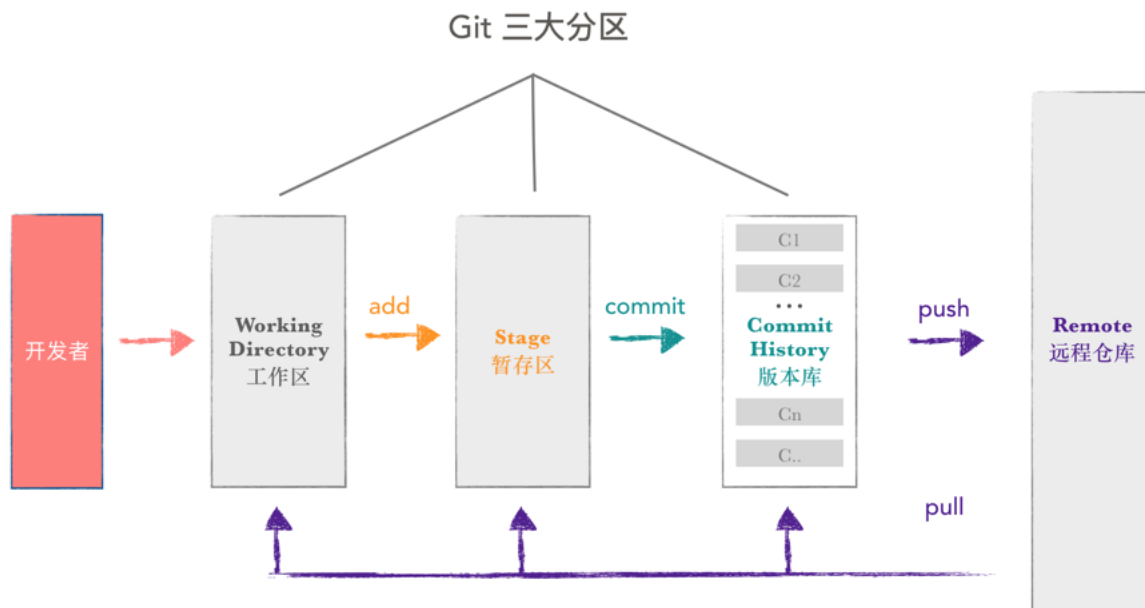 Git 三大分区
开发者
Working
Directory
工作区
add
Stage
暂存区
commit
C1
C2
...
Commit
History
版本库
Cn
C..
push
Remote
远程仓库
pull